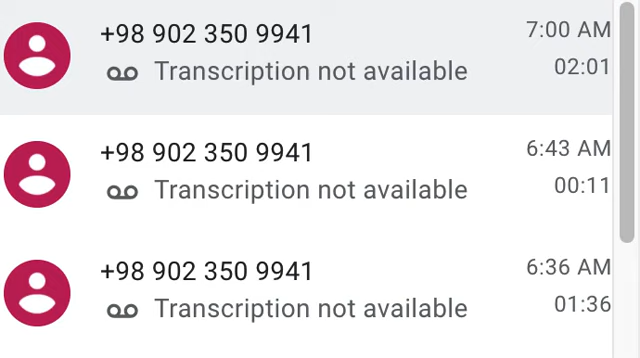 +98 902 350 9941 7:00 AM
Transcription not available 02:01
+98 902 350 9941 6:43 AM
Transcription not available 00:11
+98 902 350 9941 6:36 AM
Transcription not available 01:36